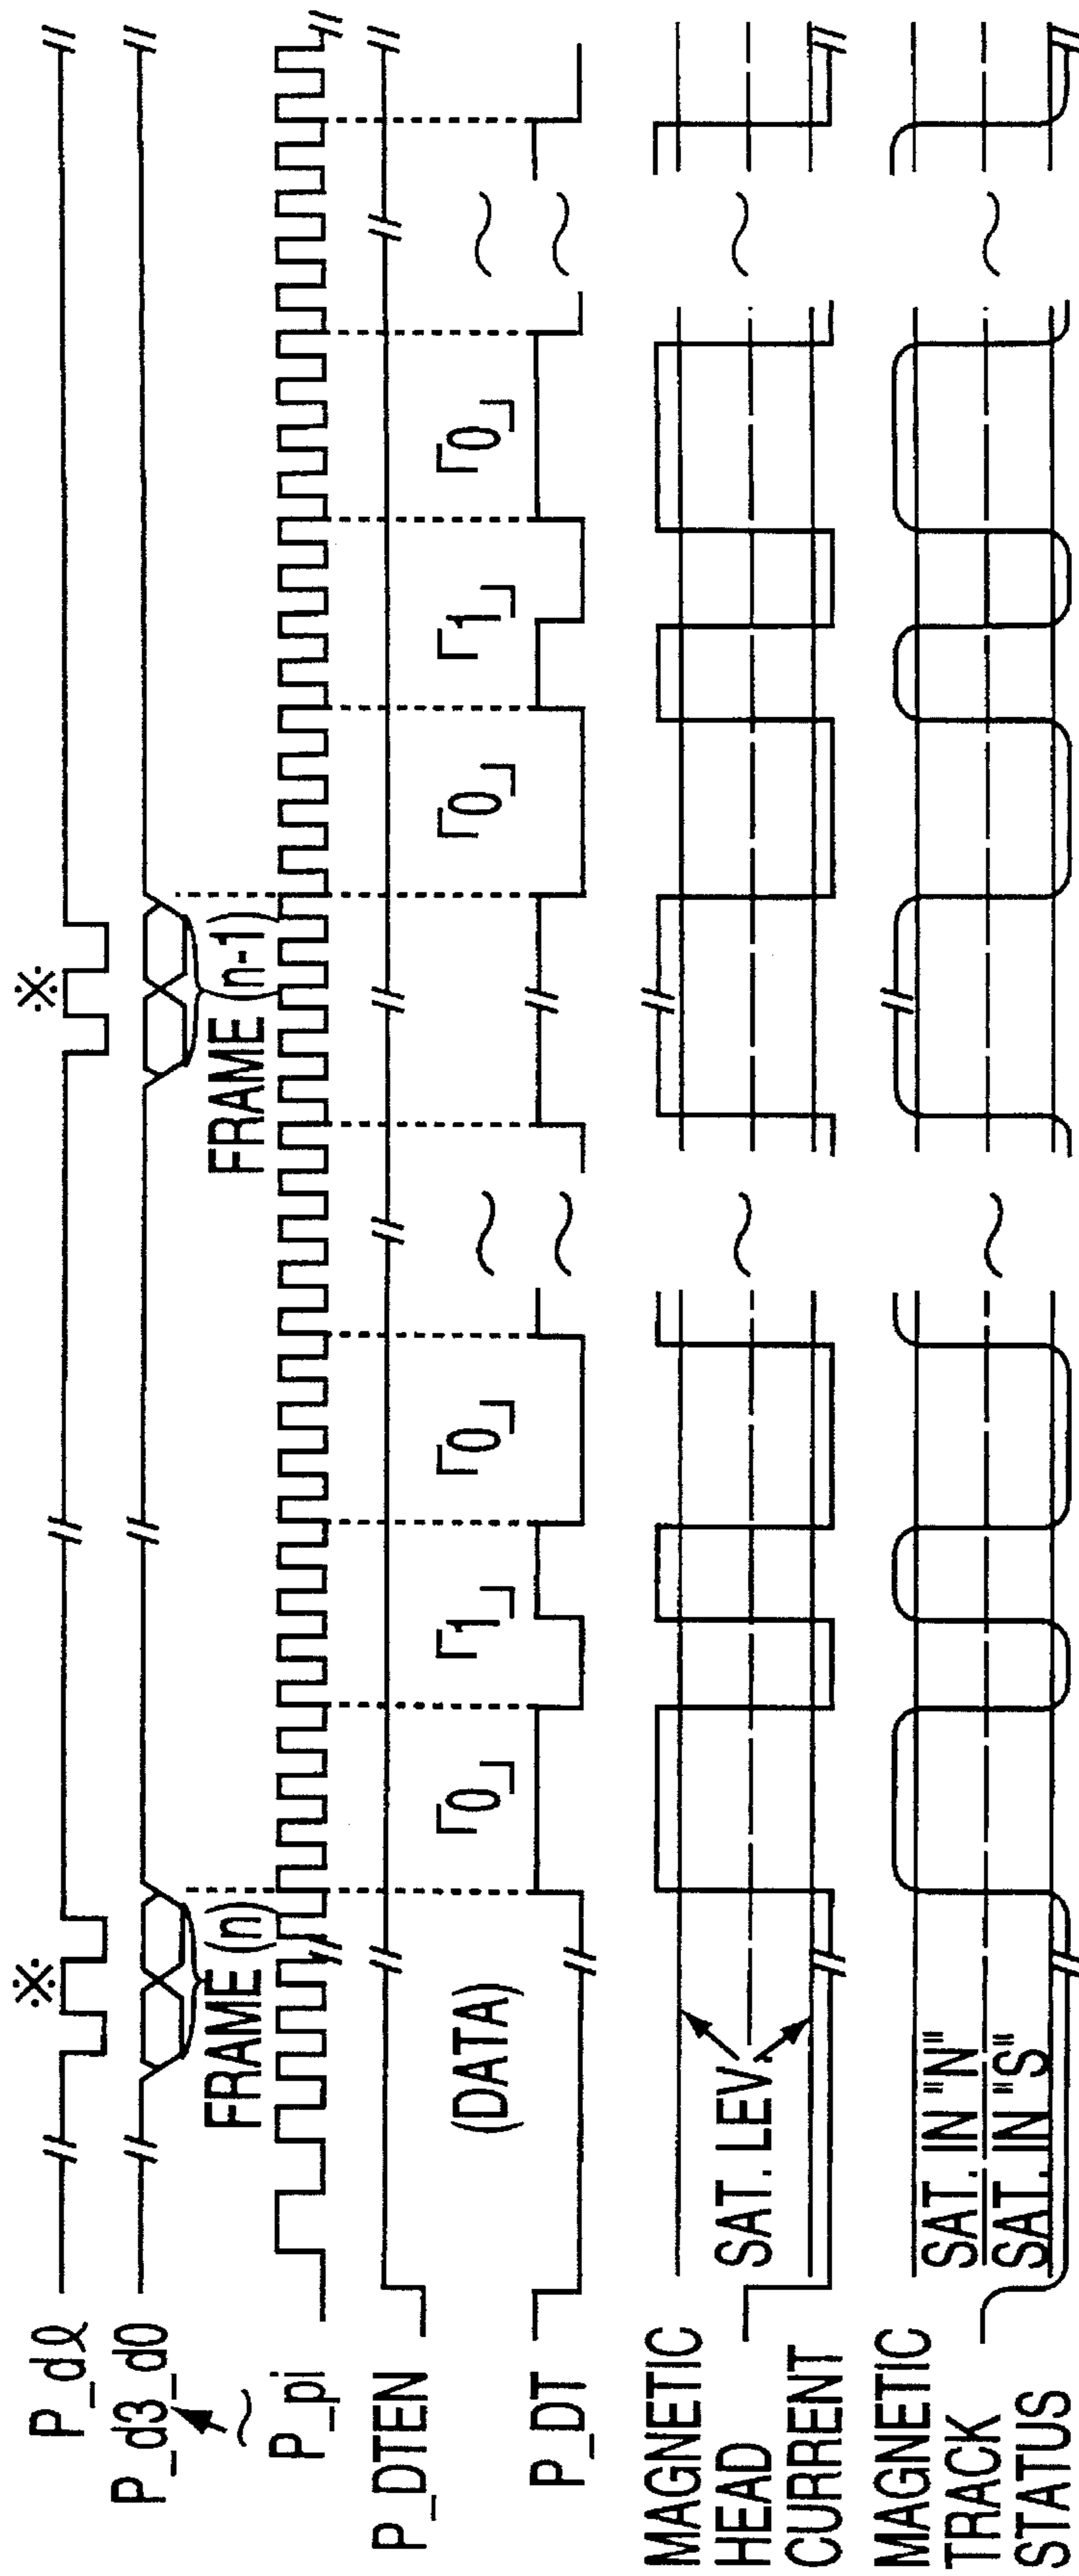 P_dℓ
※
※
P_d3_d0
~
FRAME (n)
FRAME (n-1)
P_pi
P_DTEN
(DATA)
「0」
「1」
「0」
~
「0」
「1」
「0」
~
P_DT
~
~
MAGNETIC
HEAD
CURRENT
SAT. LEV.
~
~
MAGNETIC
TRACK
STATUS
SAT. IN "N"
SAT. IN "S"
~
~